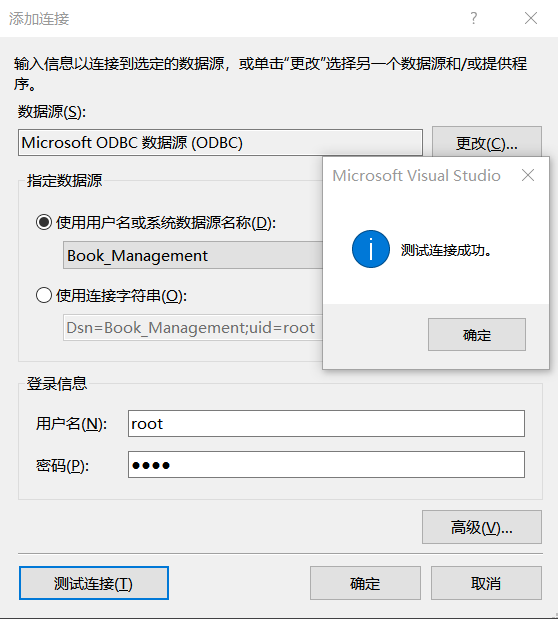 添加连接
?
输入信息以连接到选定的数据源，或单击“更改”选择另一个数据源和/或提供程
序。
数据源(S):
Microsoft ODBC 数据源 (ODBC)
更改(C)...
Microsoft Visual Studio
测试连接成功。
确定
指定数据源
使用用户名或系统数据源名称(D):
Book_Management
使用连接字符串(O):
Dsn=Book_Management;uid=root
登录信息
用户名(N):
root
密码(P):
●●●●
高级(V)...
测试连接(T)
确定
取消